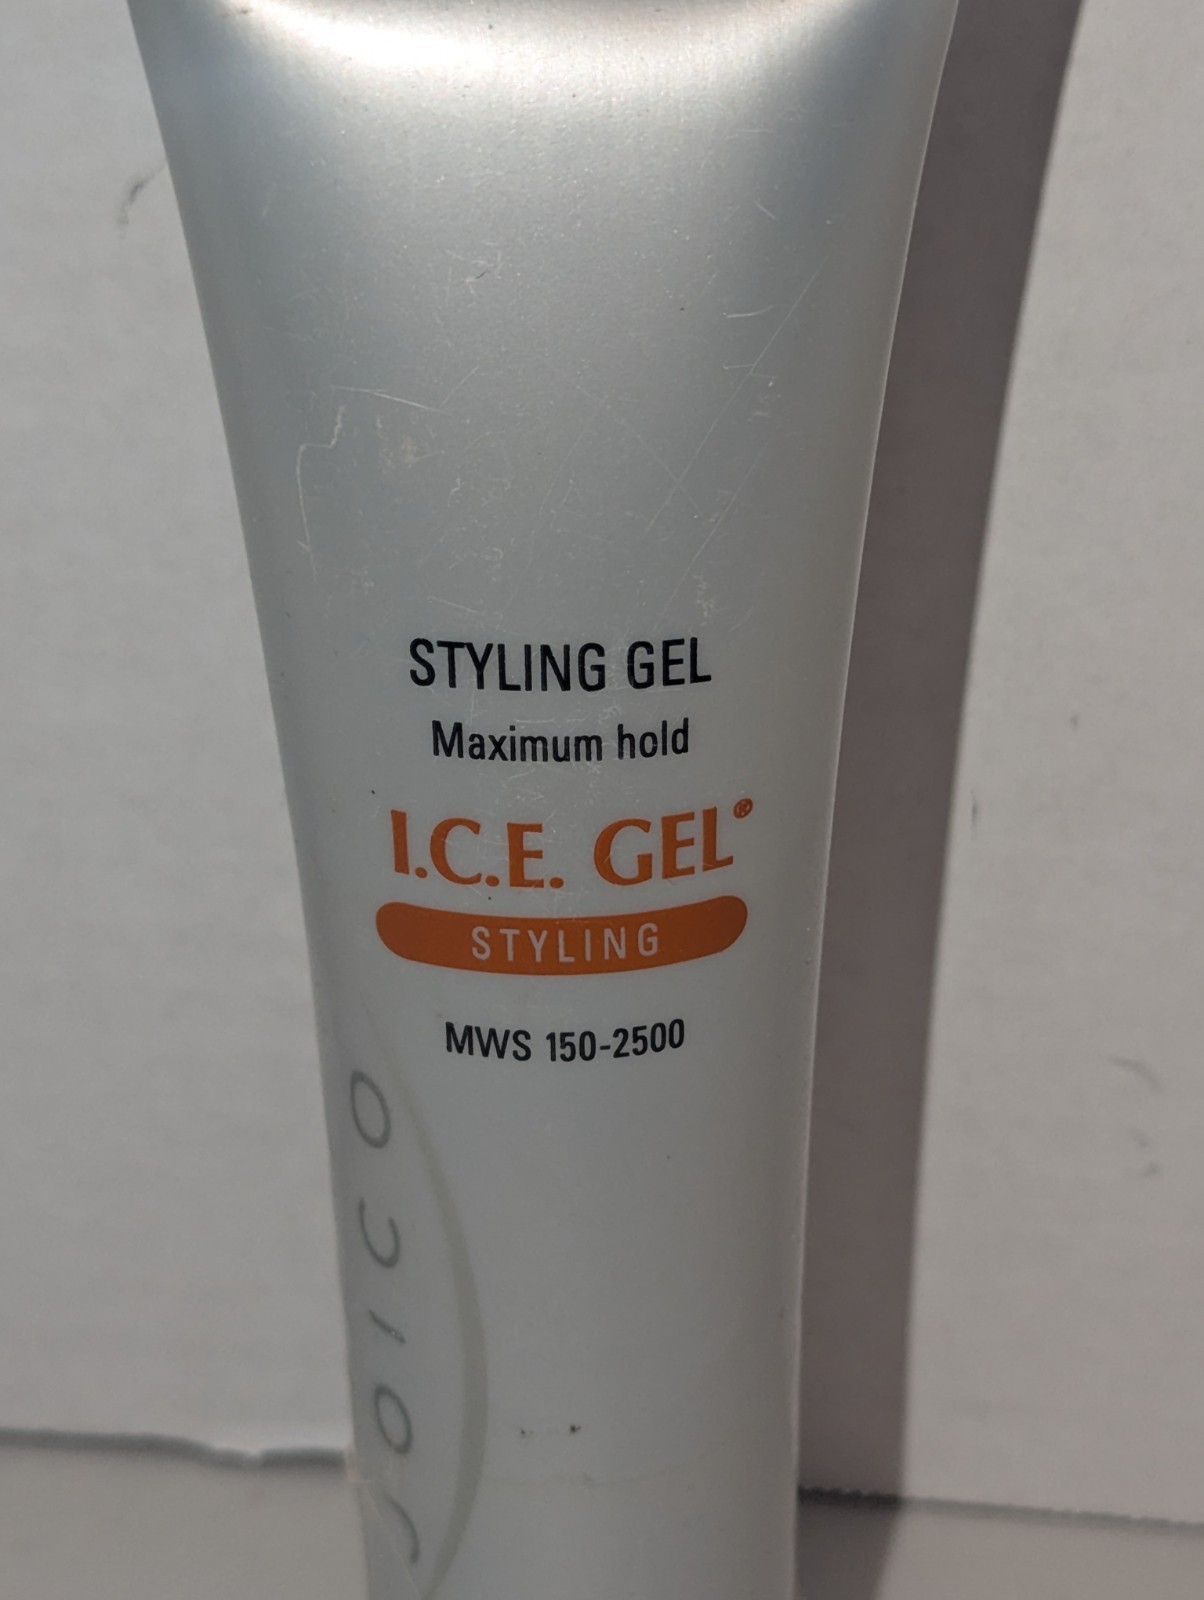 STYLING GEL
Maximum hold
I.C.E. GEL®
STYLING
MWS 150-2500
JOICO